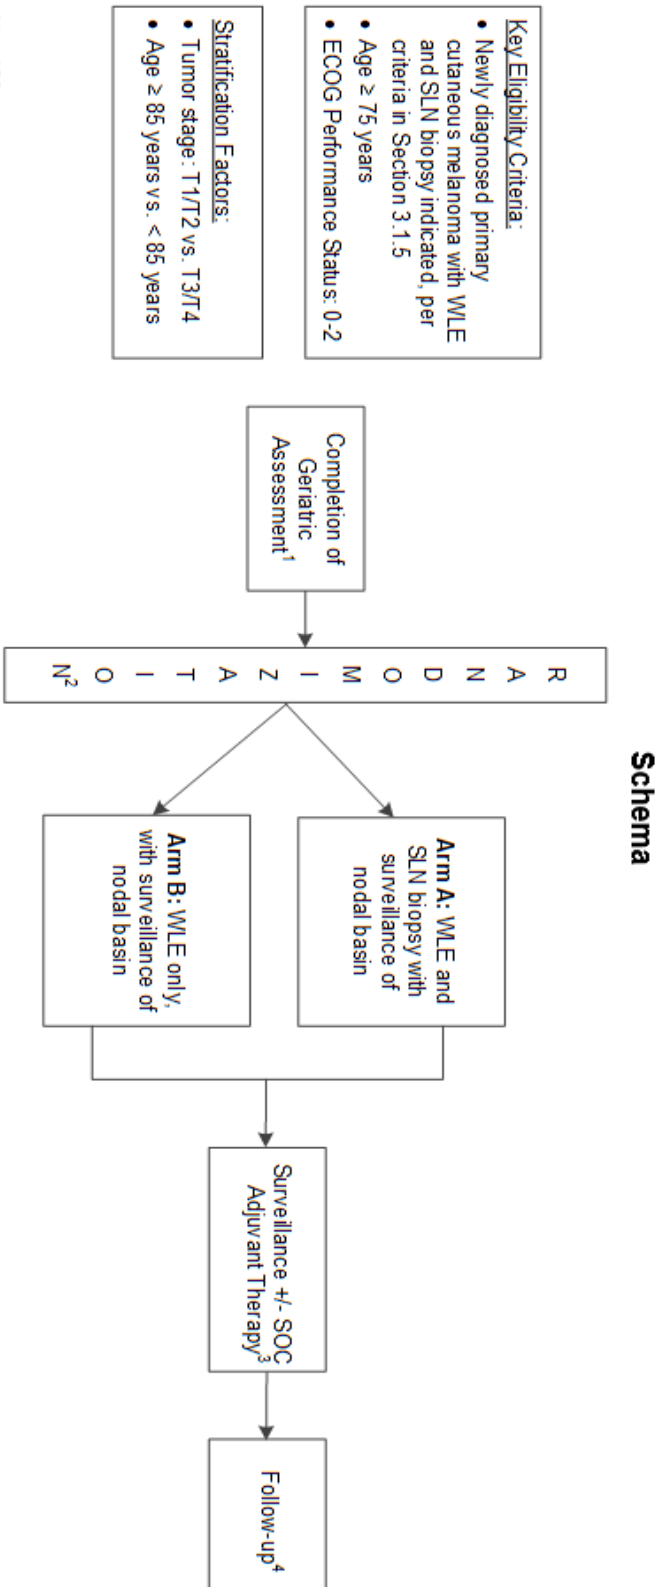 Schema
Key Eligibility Criteria:
• Newly diagnosed primary
cutaneous melanoma with WLE
and SLN biopsy indicated, per
criteria in Section 3.1.5
• Age ≥ 75 years
• ECOG Performance Status: 0-2
Stratification Factors:
• Tumor stage: T1/T2 vs. T3/T4
• Age ≥ 85 years vs. < 85 years
Completion of
Geriatric
Assessment¹
R
A
N
D
O
M
I
Z
A
T
I
O
N²
Arm A: WLE and
SLN biopsy with
surveillance of
nodal basin
Arm B: WLE only,
with surveillance of
nodal basin
Surveillance +/- SOC
Adjuvant Therapy³
Follow-up⁴